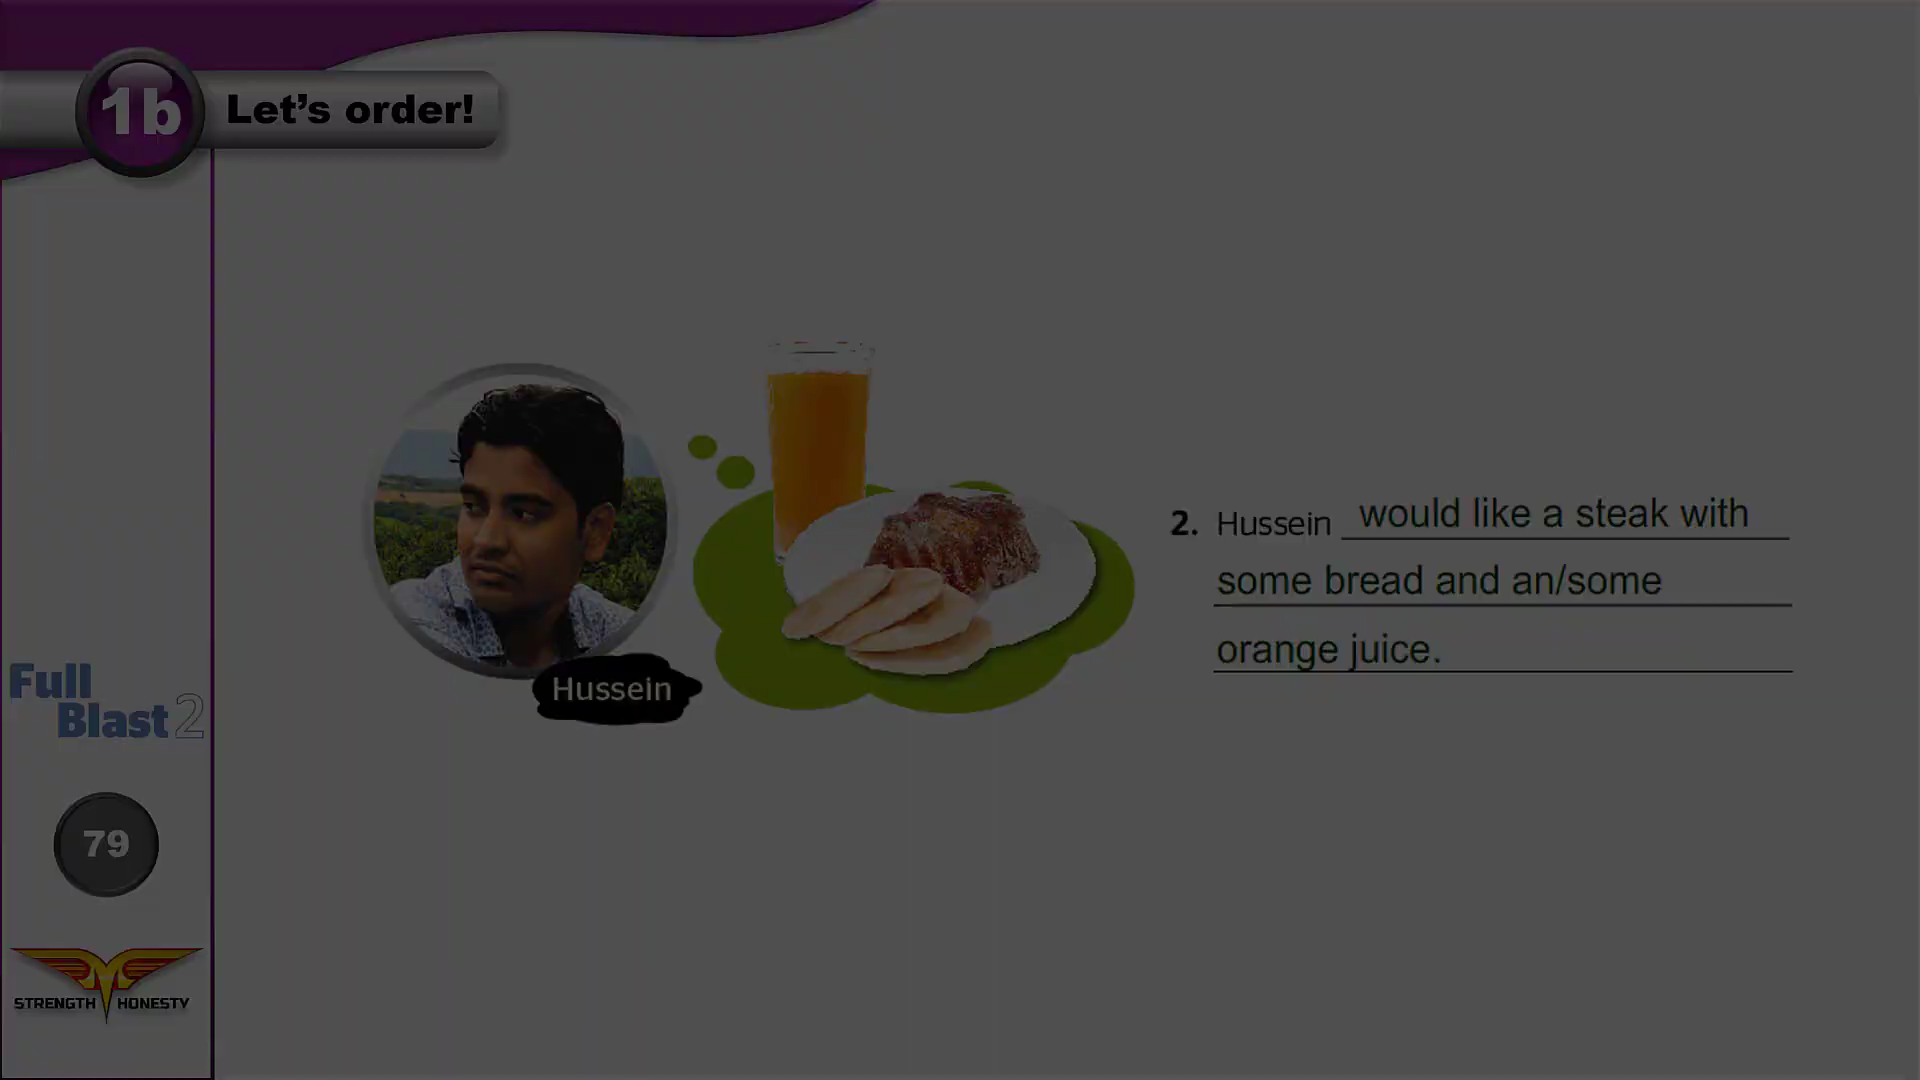 1b Let's order!
Hussein
2. Hussein would like a steak with
some bread and an/some
orange juice.
Full
Blast 2
79
STRENGTH HONESTY